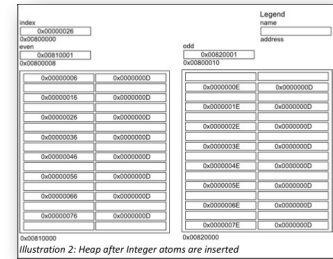 Legend
index
name
0x00000026
0x00800000
address
even
odd
0x00810001
0x00820001
0x00800008
0x00800010
0x00000006 0x0000000D
0x0000000E 0x0000000D
0x00000016 0x0000000D
0x0000001E 0x0000000D
0x00000026 0x0000000D
0x0000002E 0x0000000D
0x00000036 0x0000000D
0x0000003E 0x0000000D
0x00000046 0x0000000D
0x0000004E 0x0000000D
0x00000056 0x0000000D
0x0000005E 0x0000000D
0x00000066 0x0000000D
0x0000006E 0x0000000D
0x00000076 0x0000000D
0x0000007E 0x0000000D
0x00810000
0x00820000
Illustration 2: Heap after Integer atoms are inserted